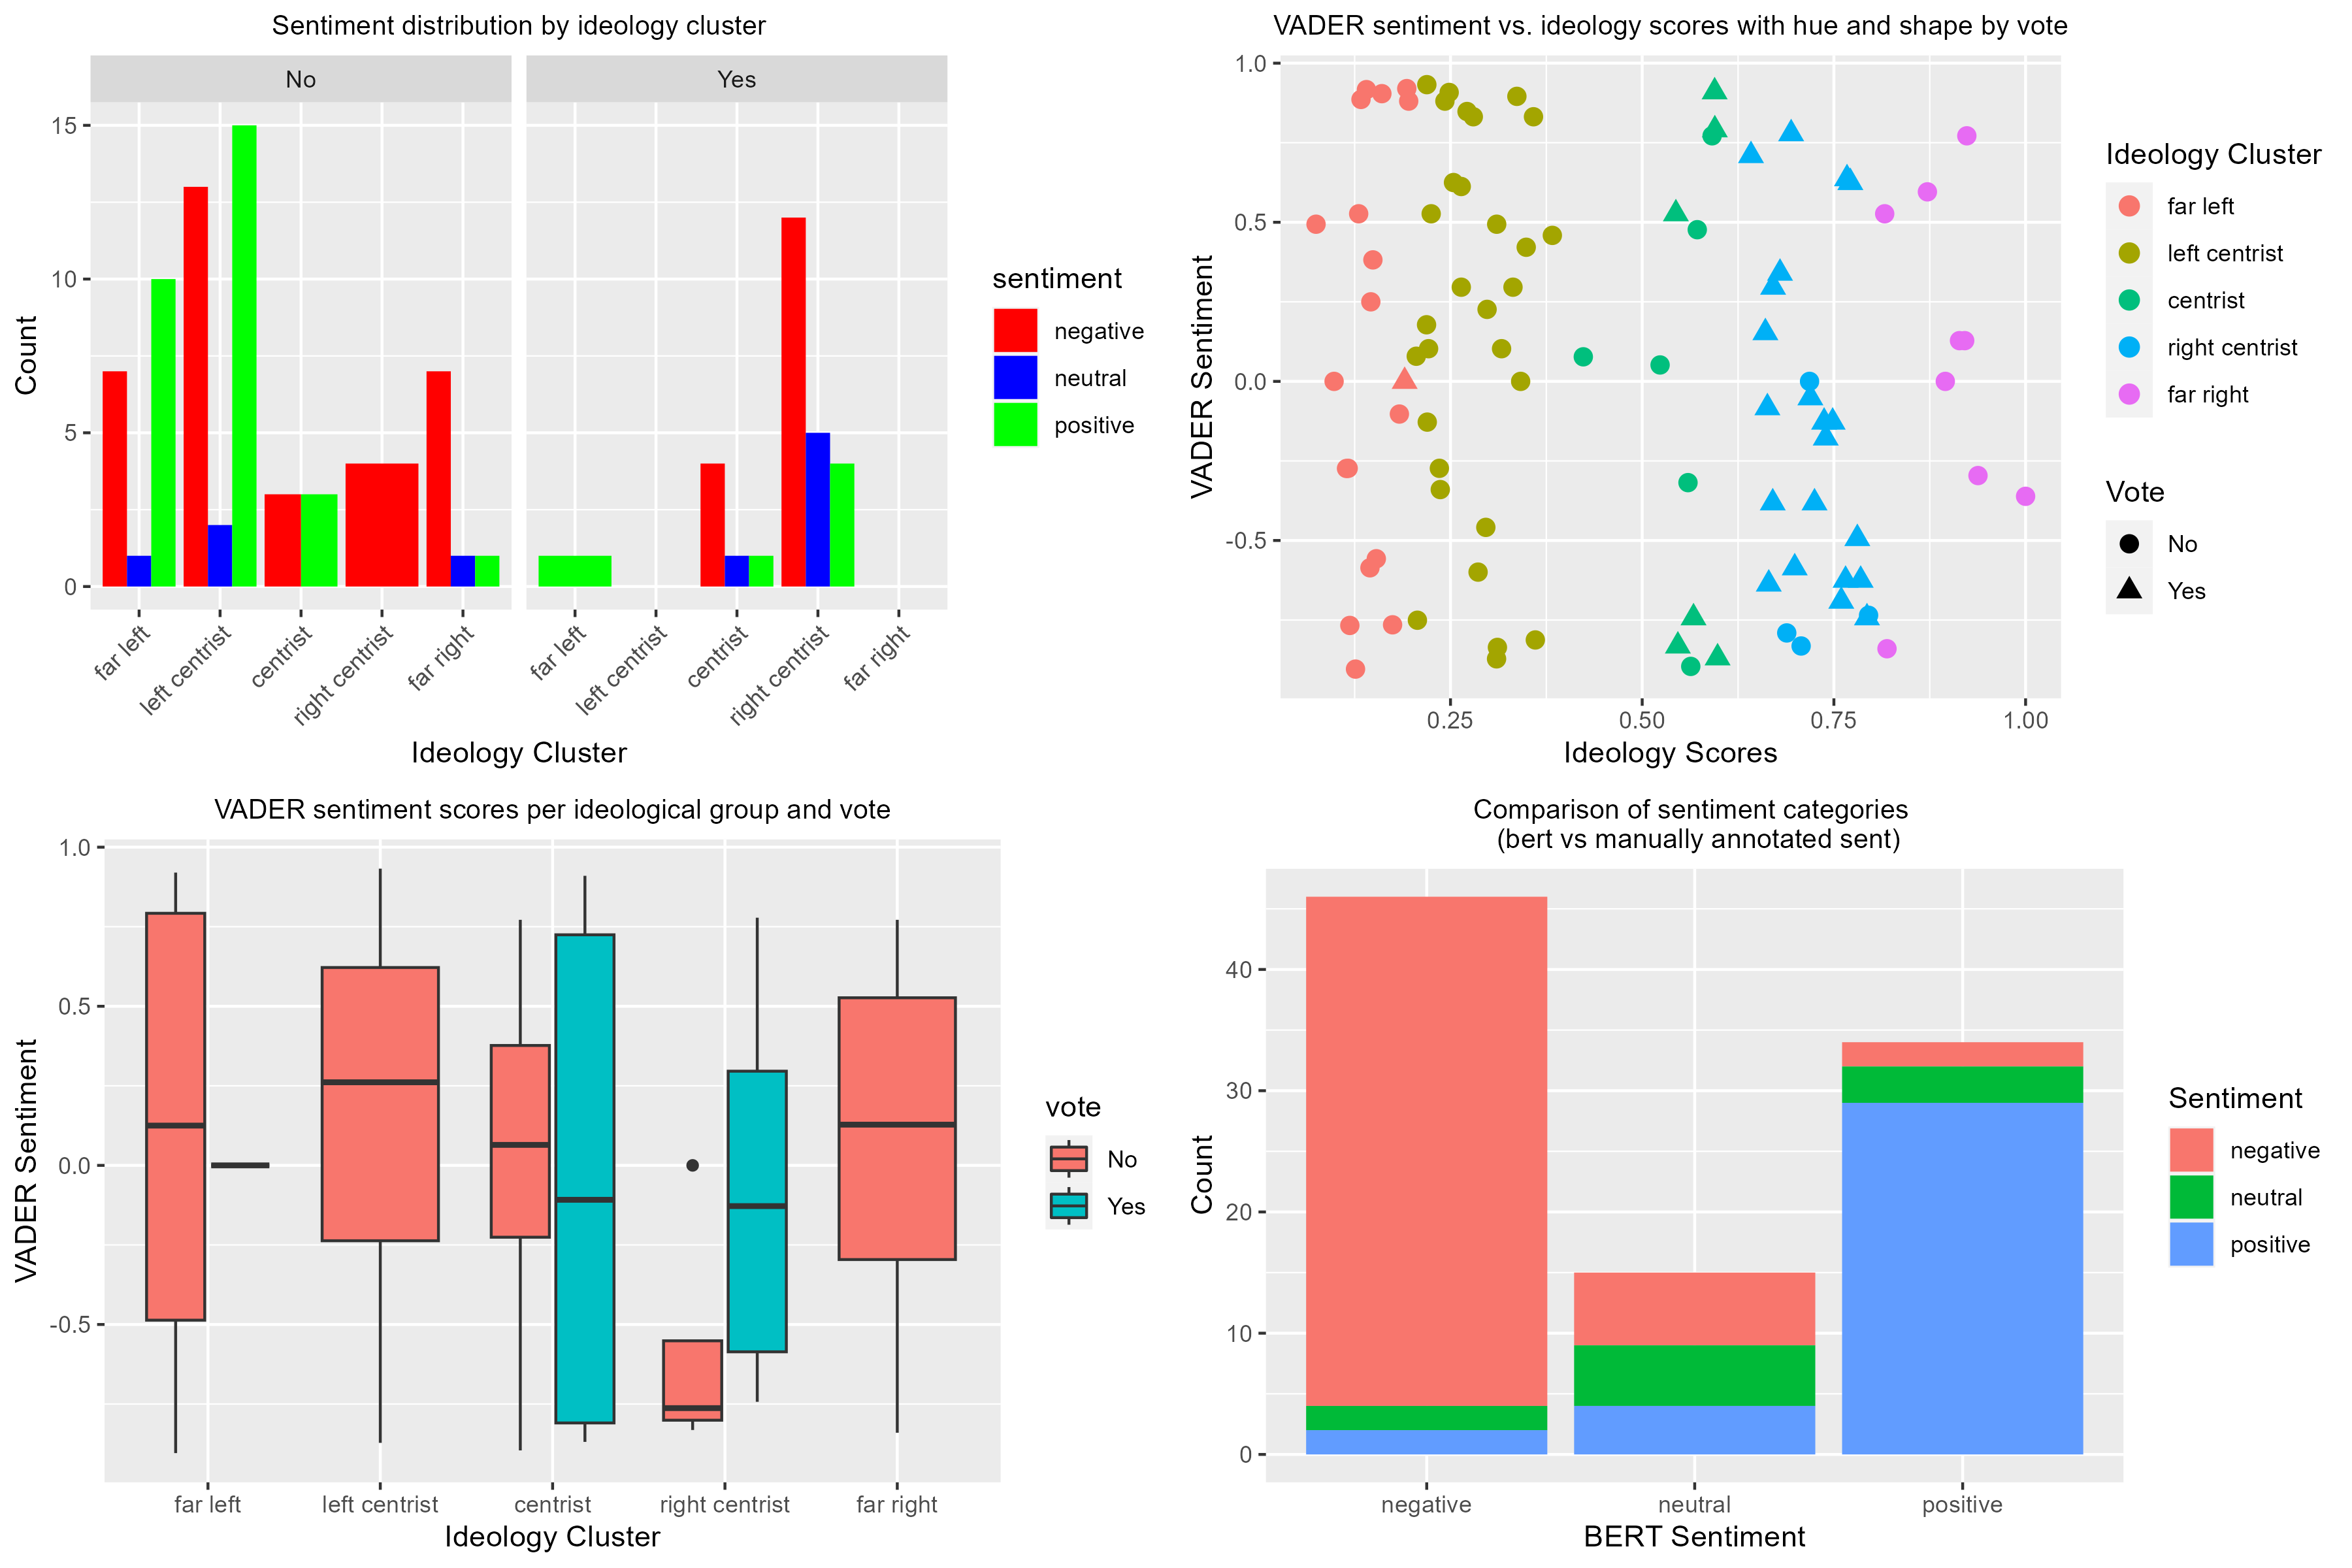 Sentiment distribution by ideology cluster
No
Yes
15
10
5
0
Count
far left
left centrist
centrist
right centrist
far right
far left
left centrist
centrist
right centrist
far right
Ideology Cluster
sentiment
negative
neutral
positive
VADER sentiment vs. ideology scores with hue and shape by vote
1.0
0.5
0.0
-0.5
VADER Sentiment
0.25
0.50
0.75
1.00
Ideology Scores
Ideology Cluster
far left
left centrist
centrist
right centrist
far right
Vote
No
Yes
VADER sentiment scores per ideological group and vote
1.0
0.5
0.0
-0.5
VADER Sentiment
far left
left centrist
centrist
right centrist
far right
Ideology Cluster
vote
No
Yes
Comparison of sentiment categories
(bert vs manually annotated sent)
40
30
20
10
0
Count
negative
neutral
positive
BERT Sentiment
Sentiment
negative
neutral
positive